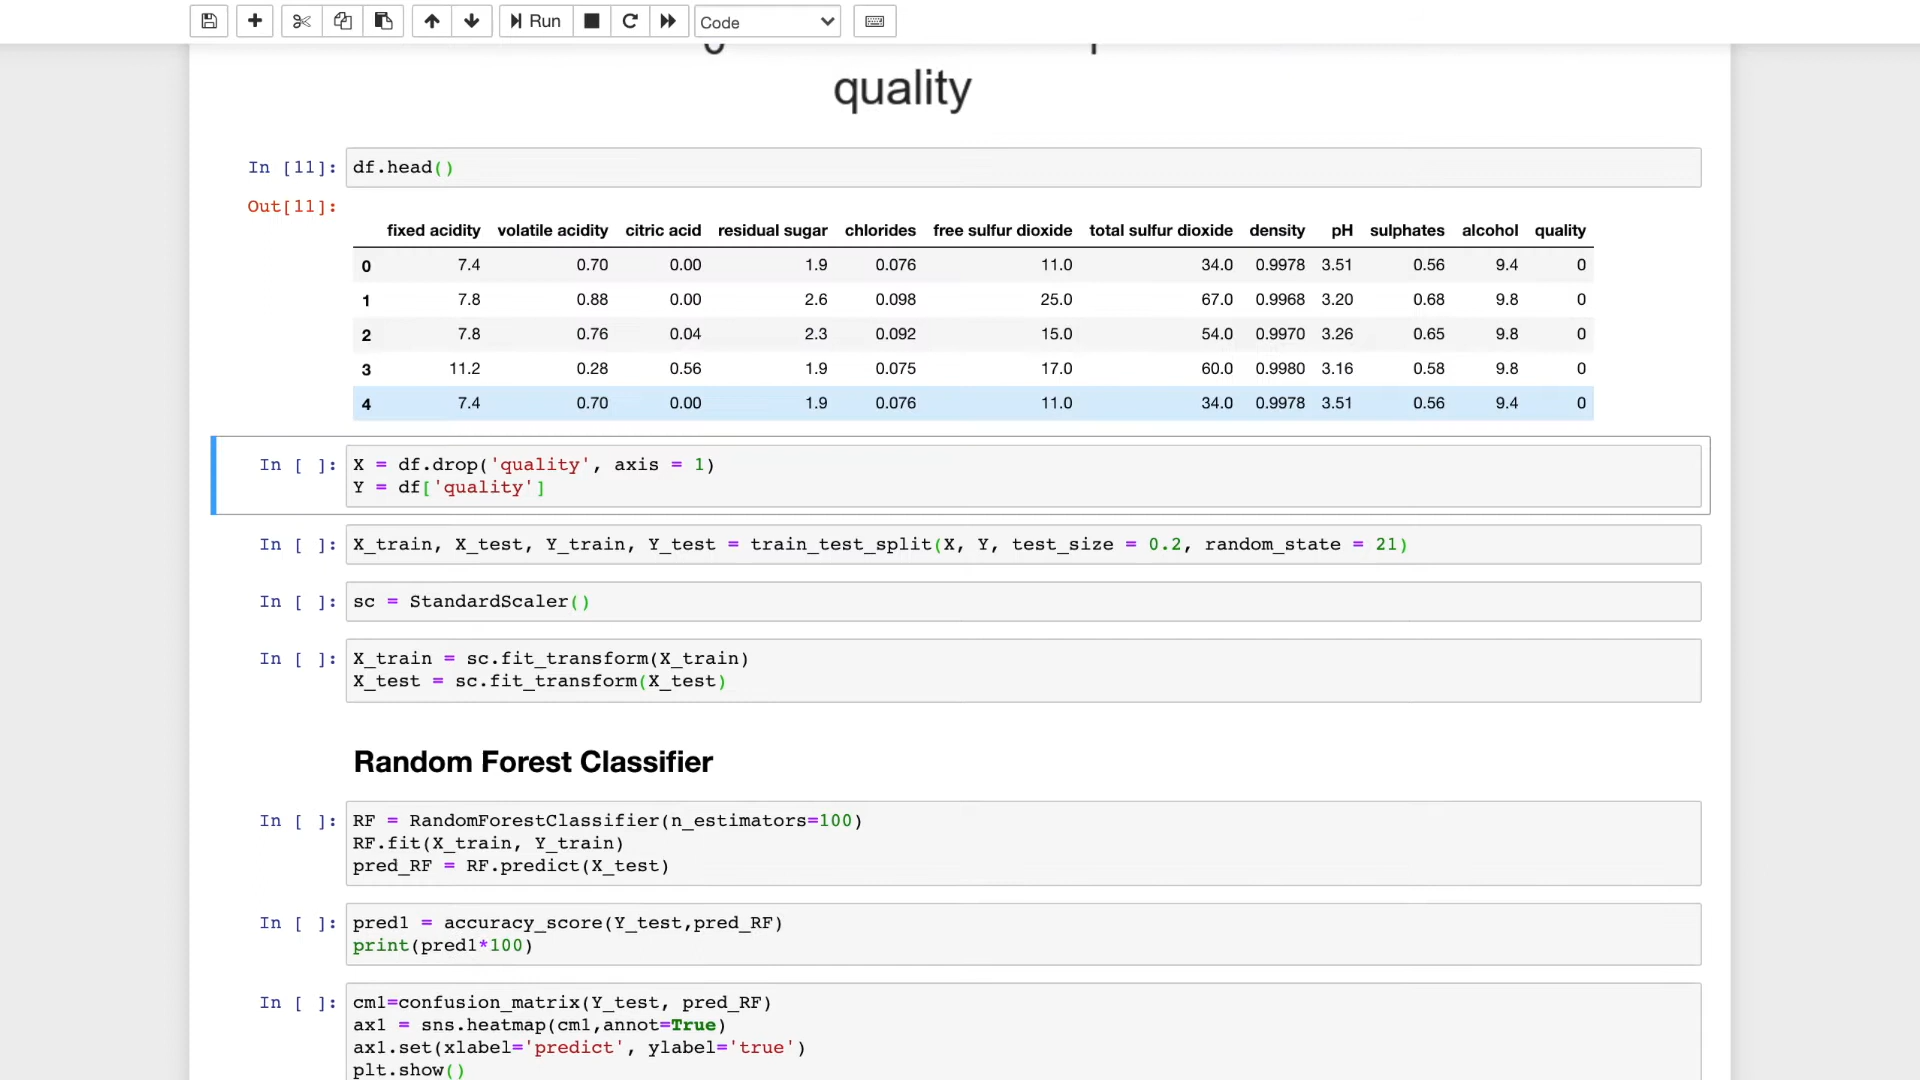 Run
Code
quality
In [11]: df.head()
Out[11]:
fixed acidity volatile acidity citric acid residual sugar chlorides free sulfur dioxide total sulfur dioxide density pH sulphates alcohol quality
0 7.4 0.70 0.00 1.9 0.076 11.0 34.0 0.9978 3.51 0.56 9.4 0
1 7.8 0.88 0.00 2.6 0.098 25.0 67.0 0.9968 3.20 0.68 9.8 0
2 7.8 0.76 0.04 2.3 0.092 15.0 54.0 0.9970 3.26 0.65 9.8 0
3 11.2 0.28 0.56 1.9 0.075 17.0 60.0 0.9980 3.16 0.58 9.8 0
4 7.4 0.70 0.00 1.9 0.076 11.0 34.0 0.9978 3.51 0.56 9.4 0
In [ ]: X = df.drop('quality', axis = 1)
Y = df['quality']
In [ ]: X_train, X_test, Y_train, Y_test = train_test_split(X, Y, test_size = 0.2, random_state = 21)
In [ ]: sc = StandardScaler()
In [ ]: X_train = sc.fit_transform(X_train)
X_test = sc.fit_transform(X_test)
Random Forest Classifier
In [ ]: RF = RandomForestClassifier(n_estimators=100)
RF.fit(X_train, Y_train)
pred_RF = RF.predict(X_test)
In [ ]: pred1 = accuracy_score(Y_test,pred_RF)
print(pred1*100)
In [ ]: cm1=confusion_matrix(Y_test, pred_RF)
ax1 = sns.heatmap(cm1,annot=True)
ax1.set(xlabel='predict', ylabel='true')
plt.show()